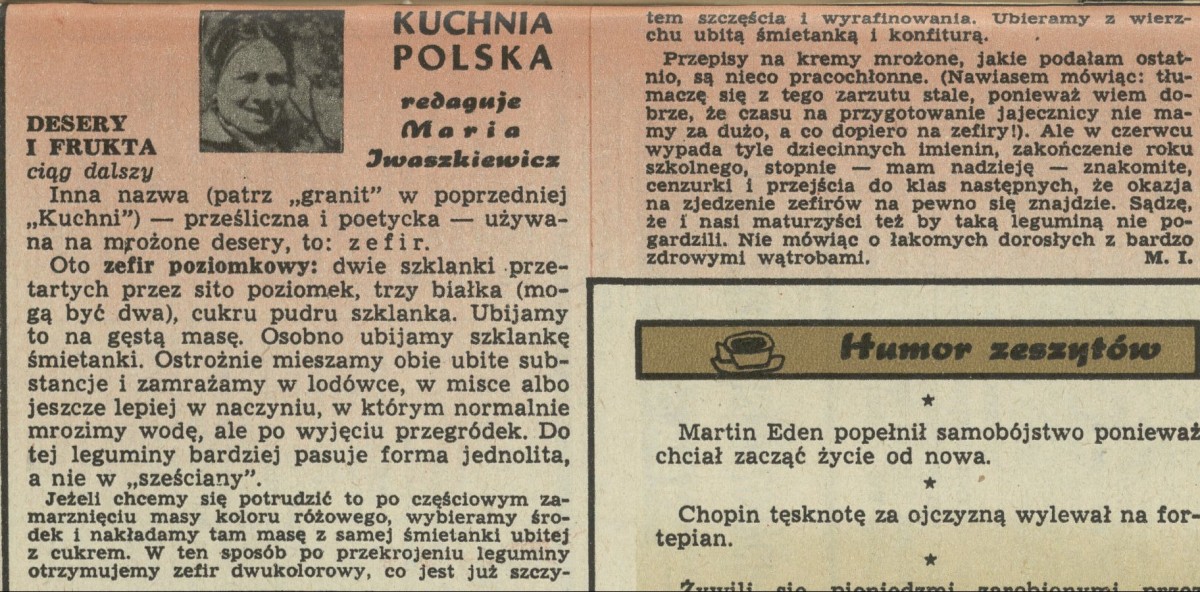 KUCHNIA
POLSKA
redaguje
Maria
Iwaszkiewicz
DESERY
I FRUKTA
ciąg dalszy
Inna nazwa (patrz „granit” w poprzedniej
„Kuchni”) — prześliczna i poetycka — używa-
na na mrożone desery, to: zefir.
Oto zefir poziomkowy: dwie szklanki prze-
tartych przez sito poziomek, trzy białka (mo-
gą być dwa), cukru pudru szklanka. Ubijamy
to na gęstą masę. Osobno ubijamy szklankę
śmietanki. Ostrożnie mieszamy obie ubite sub-
stancje i zamrażamy w lodówce, w misce albo
jeszcze lepiej w naczyniu, w którym normalnie
mrozimy wodę, ale po wyjęciu przegródek. Do
tej leguminy bardziej pasuje forma jednolita,
a nie w „sześciany”.
Jeżeli chcemy się potrudzić to po częściowym za-
marznięciu masy koloru różowego, wybieramy śro-
dek i nakładamy tam masę z samej śmietanki ubitej
z cukrem. W ten sposób po przekrojeniu leguminy
otrzymujemy zefir dwukolorowy, co jest już szczy-
tem szczęścia i wyrafinowania. Ubieramy z wierz-
chu ubitą śmietanką i konfiturą.
Przepisy na kremy mrożone, jakie podałam ostat-
nio, są nieco pracochłonne. (Nawiasem mówiąc: tłu-
maczę się z tego zarzutu stale, ponieważ wiem do-
brze, że czasu na przygotowanie jajecznicy nie ma-
my za dużo, a co dopiero na zefiry!). Ale w czerwcu
wypada tyle dziecinnych imienin, zakończenie roku
szkolnego, stopnie — mam nadzieję — znakomite,
cenzurki i przejścia do klas następnych, że okazja
na zjedzenie zefirów na pewno się znajdzie. Sądzę,
że i nasi maturzyści też by taką leguminą nie po-
gardzili. Nie mówiąc o łakomych dorosłych z bardzo
zdrowymi wątrobami. M. I.
Humor zeszytów
Martin Eden popełnił samobójstwo ponieważ
chciał zacząć życie od nowa.
Chopin tęsknotę za ojczyzną wylewał na for-
tepian.
Żywili się pieniędzmi zarobionymi przez